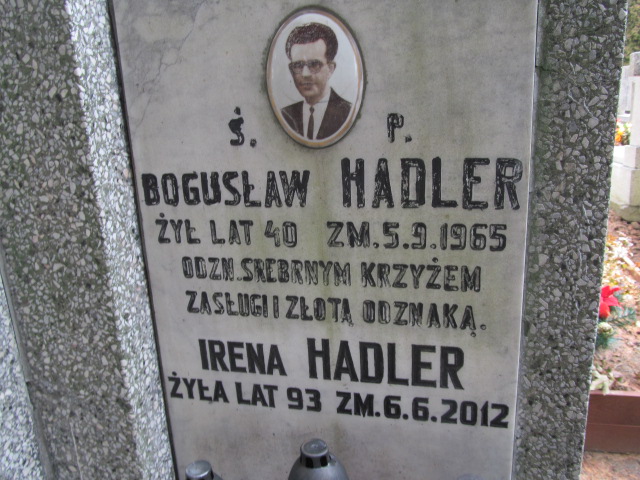 Ś. P.
BOGUSŁAW HADLER
ŻYŁ LAT 40 ZM.5.9.1965
ODZN.SREBRNYM KRZYŻEM
ZASŁUGI I ZŁOTĄ ODZNAKĄ.
IRENA HADLER
ŻYŁA LAT 93 ZM.6.6.2012